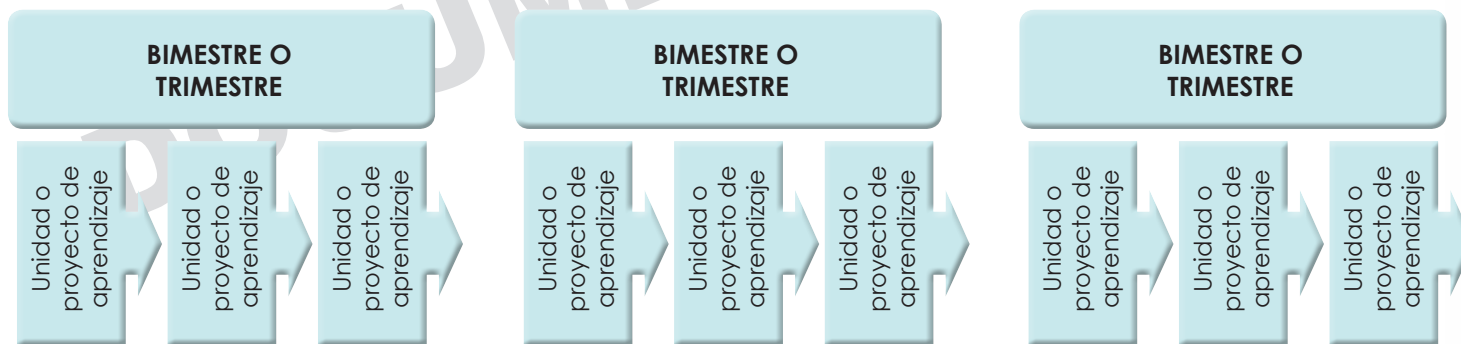 BIMESTRE O
TRIMESTRE
BIMESTRE O
TRIMESTRE
BIMESTRE O
TRIMESTRE
Unidad o
proyecto de
aprendizaje
Unidad o
proyecto de
aprendizaje
Unidad o
proyecto de
aprendizaje
Unidad o
proyecto de
aprendizaje
Unidad o
proyecto de
aprendizaje
Unidad o
proyecto de
aprendizaje
Unidad o
proyecto de
aprendizaje
Unidad o
proyecto de
aprendizaje
Unidad o
proyecto de
aprendizaje